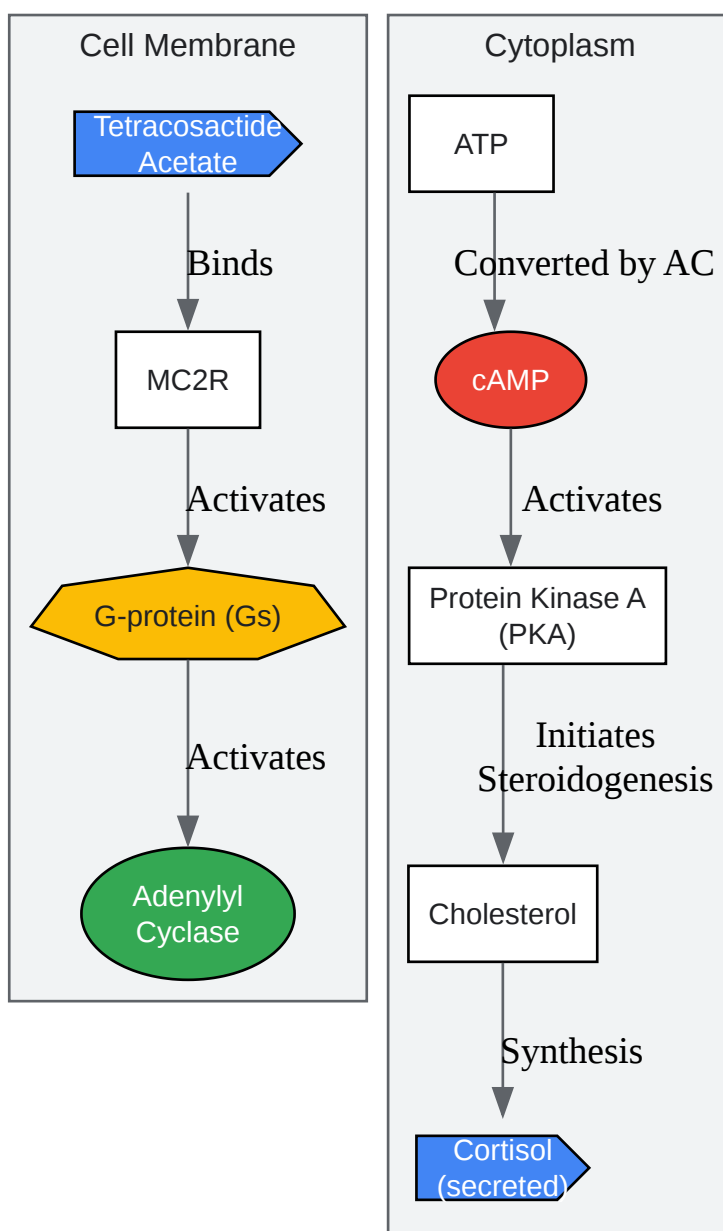 Cell Membrane
Tetracosactide
Acetate
Binds
MC2R
Activates
G-protein (Gs)
Activates
Adenylyl
Cyclase
Cytoplasm
ATP
Converted by AC
cAMP
Activates
Protein Kinase A
(PKA)
Initiates
Steroidogenesis
Cholesterol
Synthesis
Cortisol
(secreted)